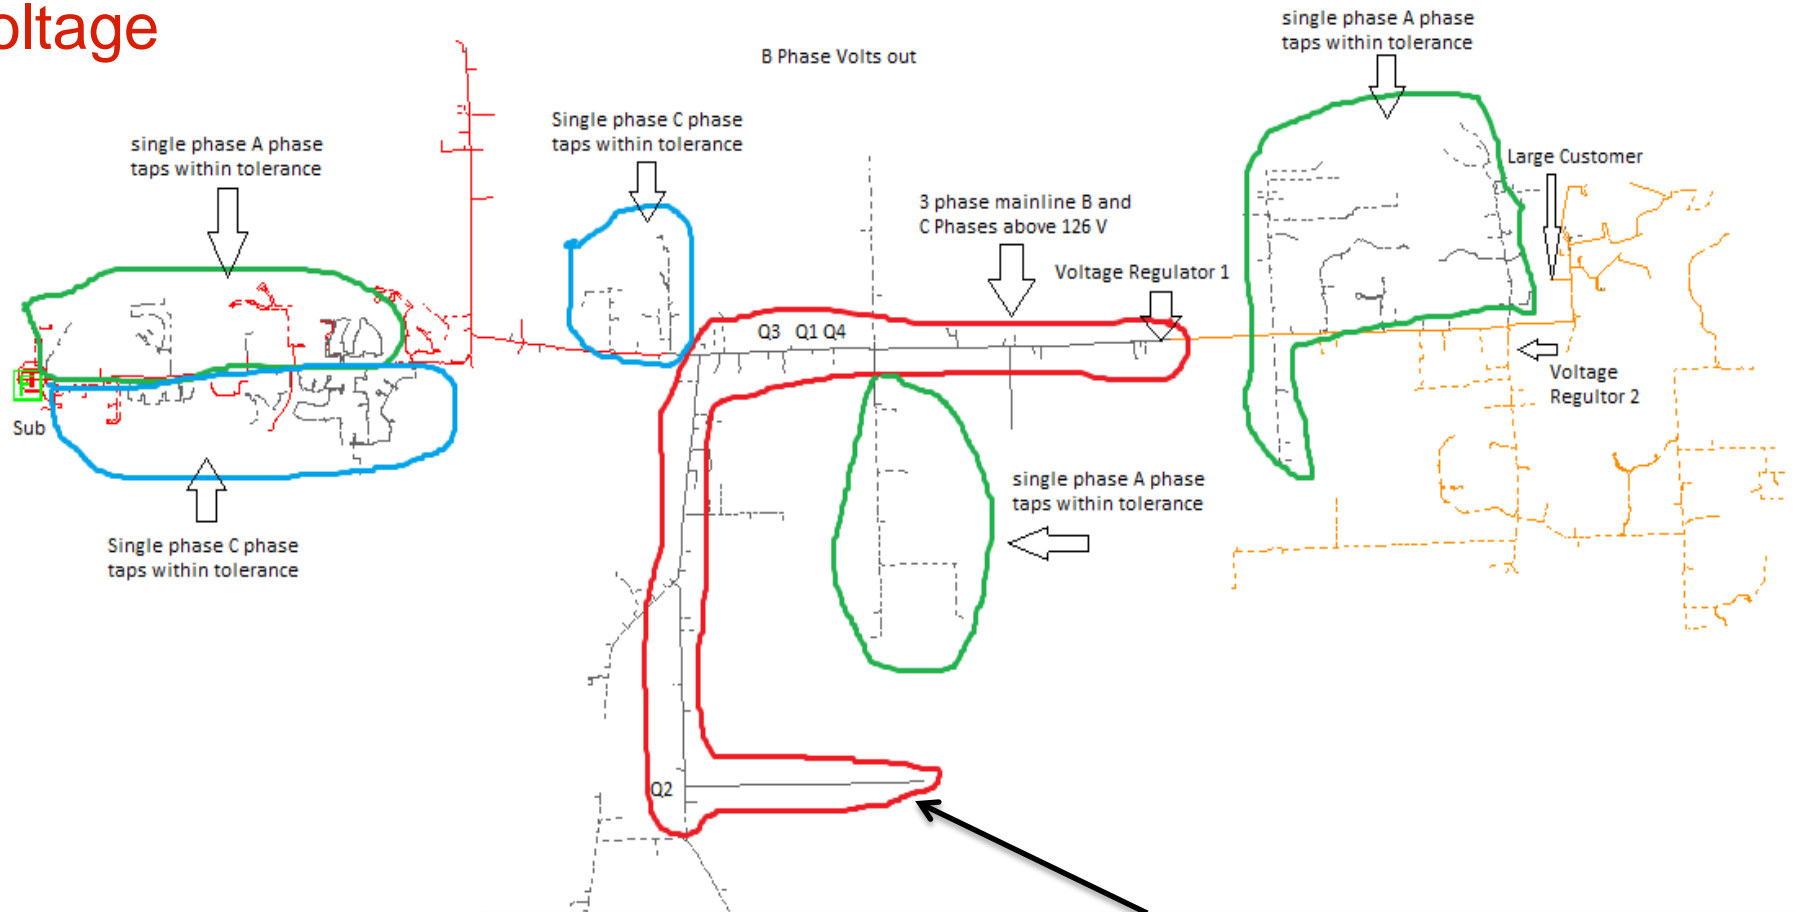 oltage
B Phase Volts out
single phase A phase
taps within tolerance
Single phase C phase
taps within tolerance
single phase A phase
taps within tolerance
Large Customer
3 phase mainline B and
C Phases above 126 V
Voltage Regulator 1
Q3 Q1 Q4
Voltage
Regultor 2
Sub
single phase A phase
taps within tolerance
Single phase C phase
taps within tolerance
Q2